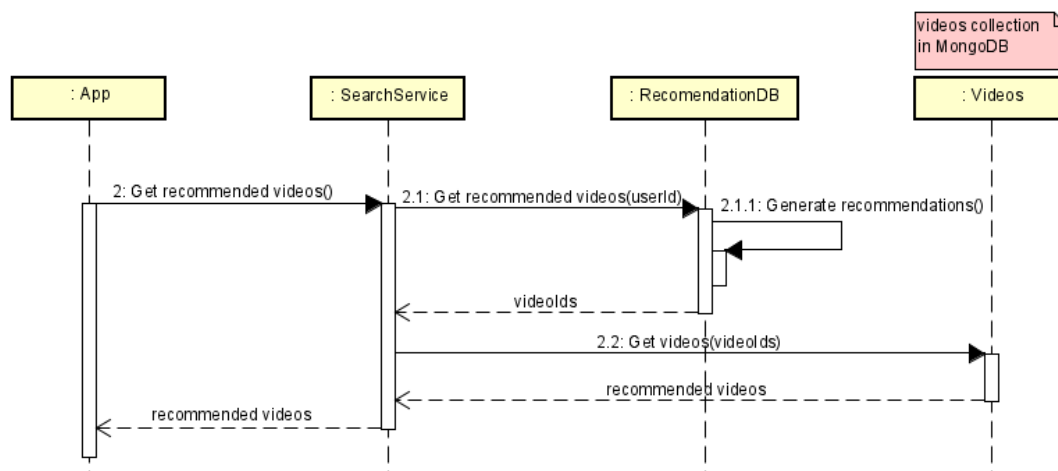 videos collection
in MongoDB
: App
: SearchService
: RecomendationDB
: Videos
2: Get recommended videos()
2.1: Get recommended videos(userId)
2.1.1: Generate recommendations()
videoIds
2.2: Get videos(videoIds)
recommended videos
recommended videos